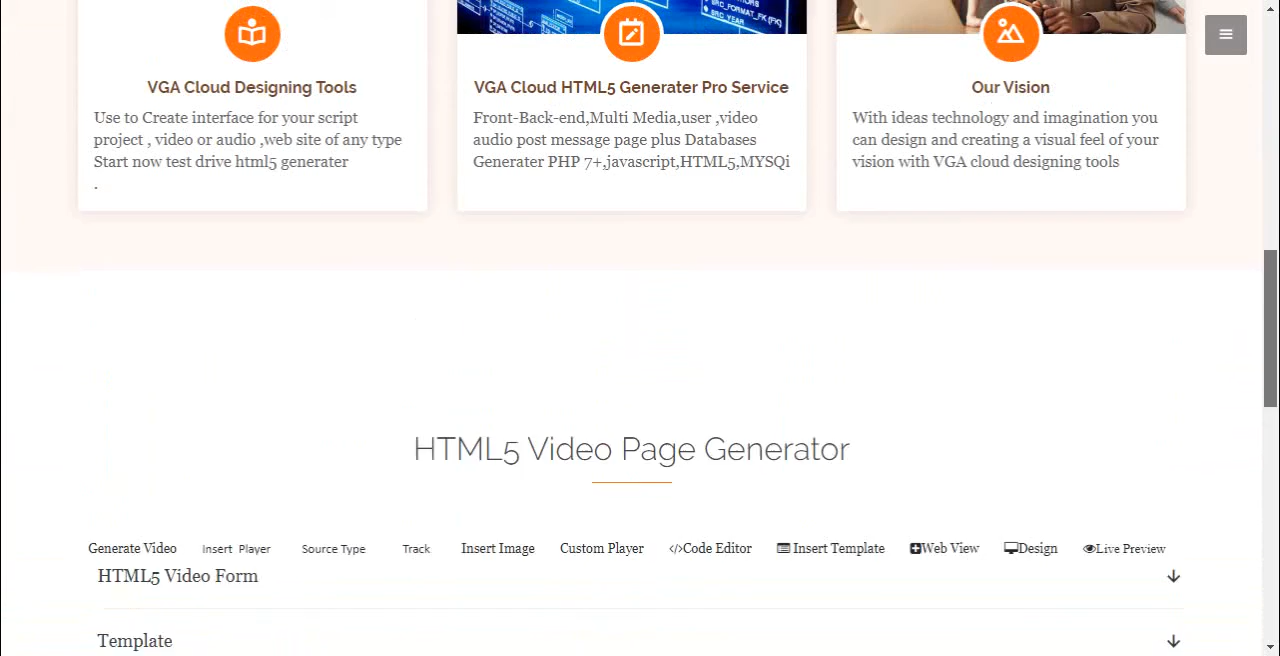 ORS
SRC_FORMAT_FK (FK)
SRC_YEAR
VGA Cloud Designing Tools
Use to Create interface for your script
project , video or audio ,web site of any type
Start now test drive html5 generater
.
VGA Cloud HTML5 Generater Pro Service
Front-Back-end,Multi Media,user ,video
audio post message page plus Databases
Generater PHP 7+,javascript,HTML5,MYSQi
Our Vision
With ideas technology and imagination you
can design and creating a visual feel of your
vision with VGA cloud designing tools
HTML5 Video Page Generator
Generate Video Insert Player Source Type Track Insert Image Custom Player </>Code Editor Insert Template Web View Design Live Preview
HTML5 Video Form
Template